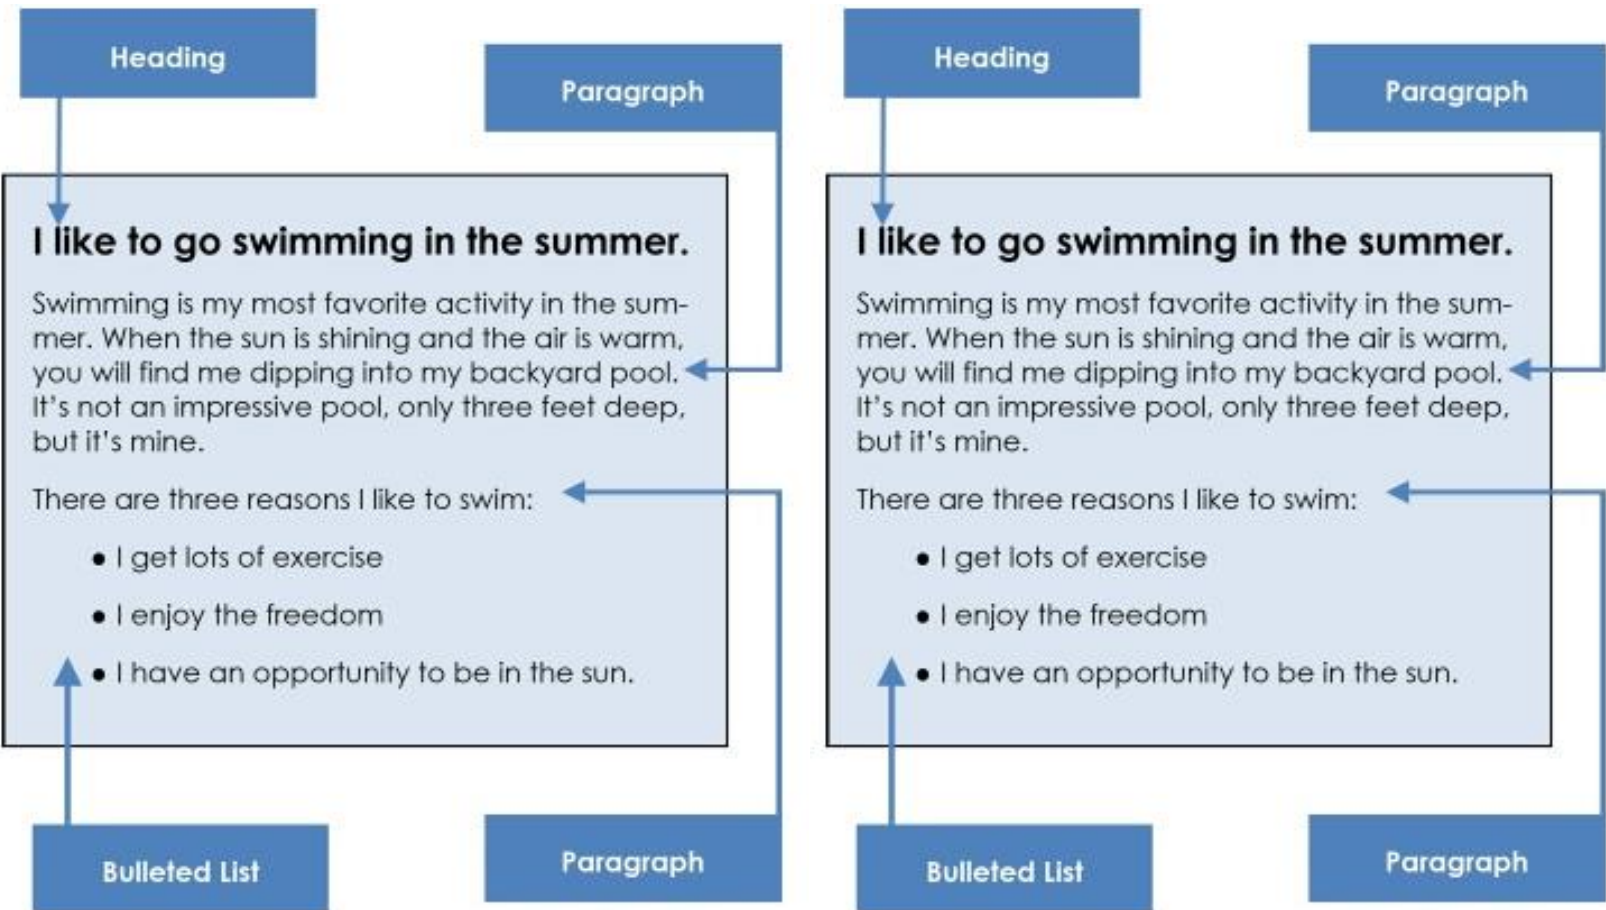 Heading
Paragraph
I like to go swimming in the summer.
Swimming is my most favorite activity in the sum-
mer. When the sun is shining and the air is warm,
you will find me dipping into my backyard pool.
It's not an impressive pool, only three feet deep,
but it's mine.
There are three reasons I like to swim:
● I get lots of exercise
● I enjoy the freedom
● I have an opportunity to be in the sun.
Bulleted List
Paragraph
Heading
Paragraph
I like to go swimming in the summer.
Swimming is my most favorite activity in the sum-
mer. When the sun is shining and the air is warm,
you will find me dipping into my backyard pool.
It's not an impressive pool, only three feet deep,
but it's mine.
There are three reasons I like to swim:
● I get lots of exercise
● I enjoy the freedom
● I have an opportunity to be in the sun.
Bulleted List
Paragraph